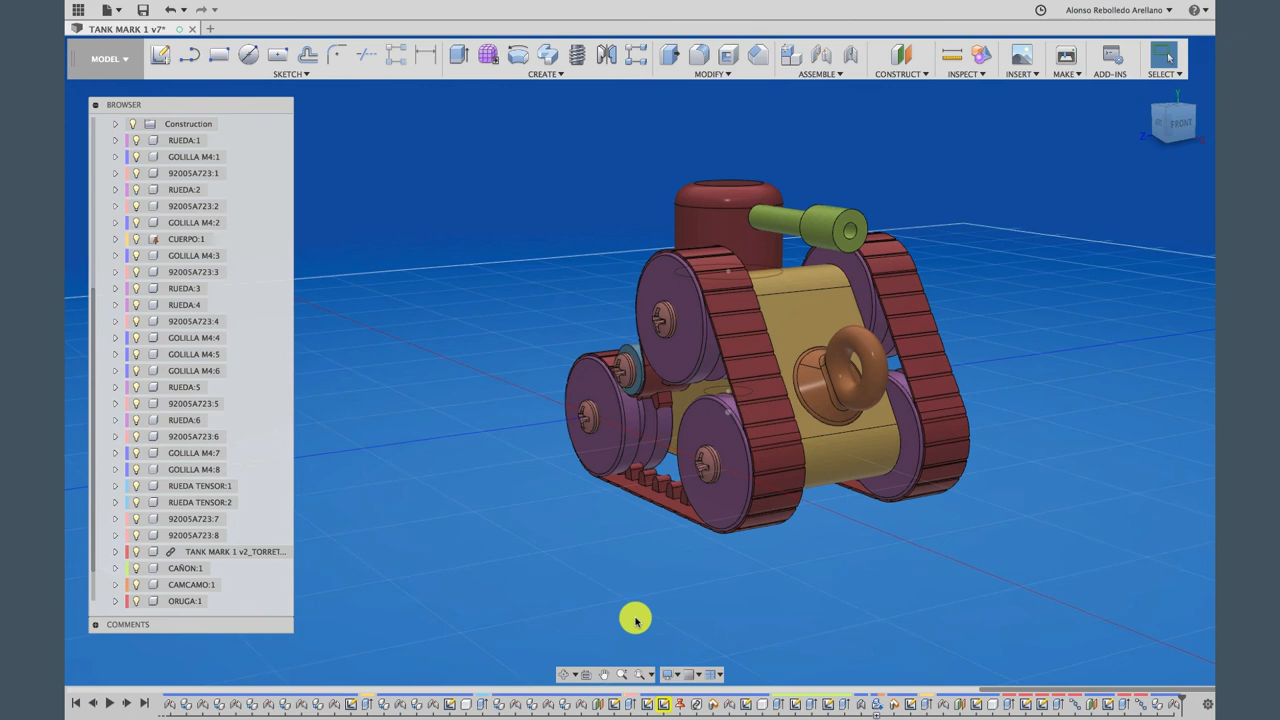 Alonso Rebolledo Arellano
TANK MARK 1 v7*
MODEL
SKETCH
CREATE
MODIFY
ASSEMBLE
CONSTRUCT
INSPECT
INSERT
MAKE
ADD-INS
SELECT
BROWSER
Construction
RUEDA:1
GOLILLA M4:1
92005A723:1
RUEDA:2
92005A723:2
GOLILLA M4:2
CUERPO:1
GOLILLA M4:3
92005A723:3
RUEDA:3
RUEDA:4
92005A723:4
GOLILLA M4:4
GOLILLA M4:5
GOLILLA M4:6
RUEDA:5
92005A723:5
RUEDA:6
92005A723:6
GOLILLA M4:7
GOLILLA M4:8
RUEDA TENSOR:1
RUEDA TENSOR:2
92005A723:7
92005A723:8
TANK MARK 1 v2_TORRET...
CAÑON:1
CAMCAMO:1
ORUGA:1
COMMENTS
Y
FRONT
Z